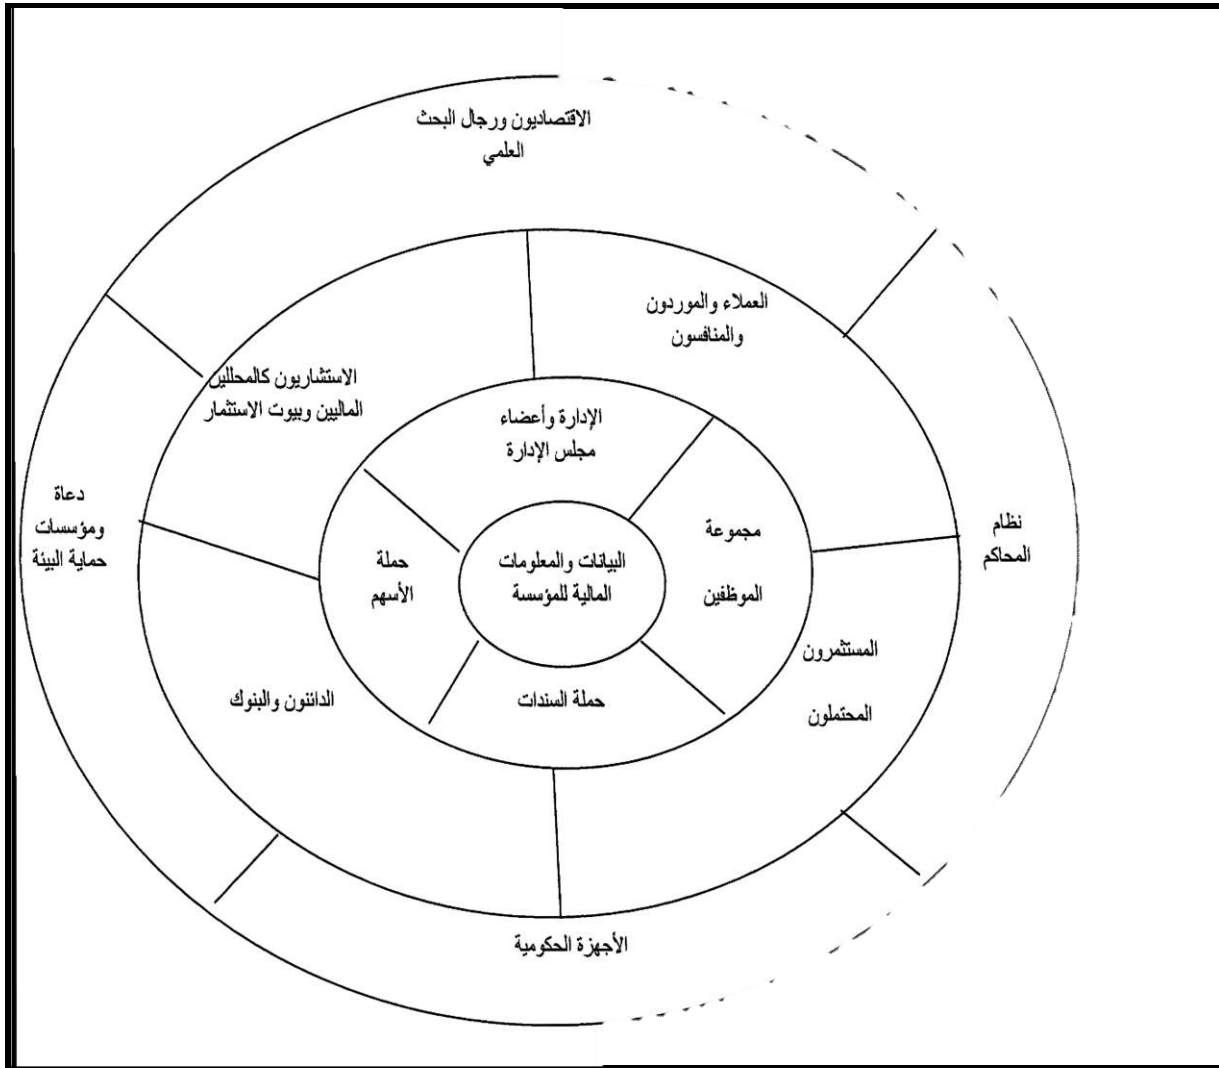 الاقتصاديون ورجال البحث
العلمي
العملاء والموردون
والمنافسون
الاستشاريون كالمحللين
الماليين وبيوت الاستثمار
الإدارة وأعضاء
مجلس الإدارة
دعاة
ومؤسسات
حماية البيئة
نظام
المحاكم
مجموعة
الموظفين
البيانات والمعلومات
المالية للمؤسسة
حملة
الأسهم
المستثمرون
المحتملون
حملة السندات
الدائنون والبنوك
الأجهزة الحكومية